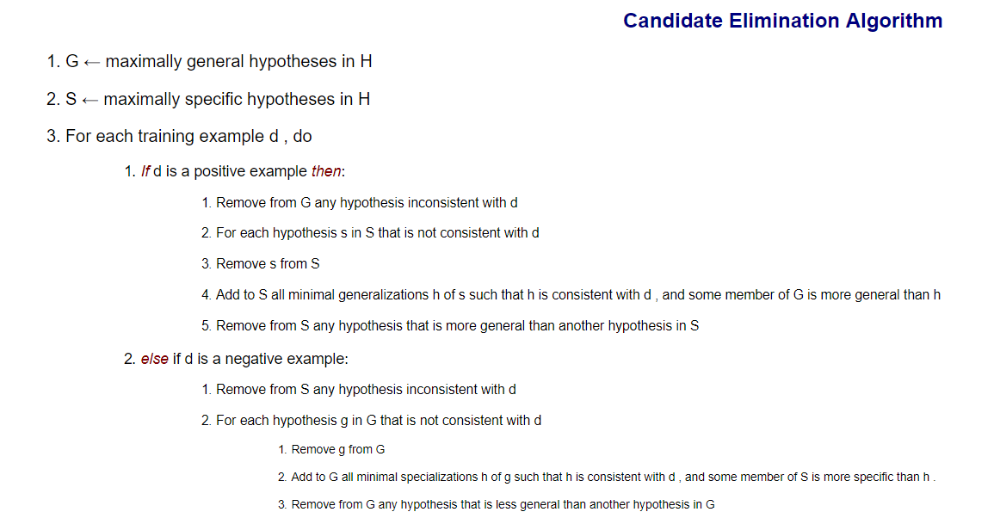 Candidate Elimination Algorithm
1. G ← maximally general hypotheses in H
2. S ← maximally specific hypotheses in H
3. For each training example d , do
1. If d is a positive example then:
1. Remove from G any hypothesis inconsistent with d
2. For each hypothesis s in S that is not consistent with d
3. Remove s from S
4. Add to S all minimal generalizations h of s such that h is consistent with d , and some member of G is more general than h
5. Remove from S any hypothesis that is more general than another hypothesis in S
2. else if d is a negative example:
1. Remove from S any hypothesis inconsistent with d
2. For each hypothesis g in G that is not consistent with d
1. Remove g from G
2. Add to G all minimal specializations h of g such that h is consistent with d , and some member of S is more specific than h .
3. Remove from G any hypothesis that is less general than another hypothesis in G